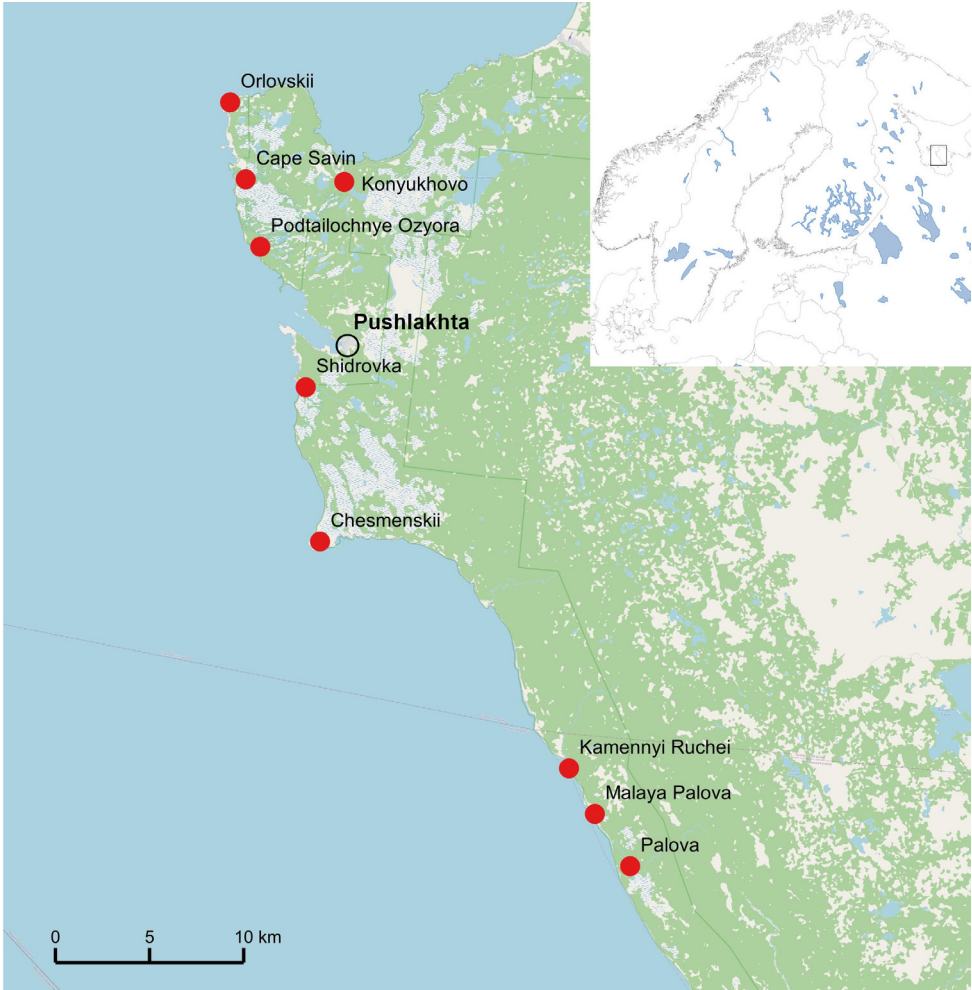 Orlovskii
Cape Savin
Konyukhovo
Podtailochnye Ozyora
Pushlakhta
Shidrovka
Chesmenskii
Kamennyi Ruchei
Malaya Palova
Palova
0 5 10 km